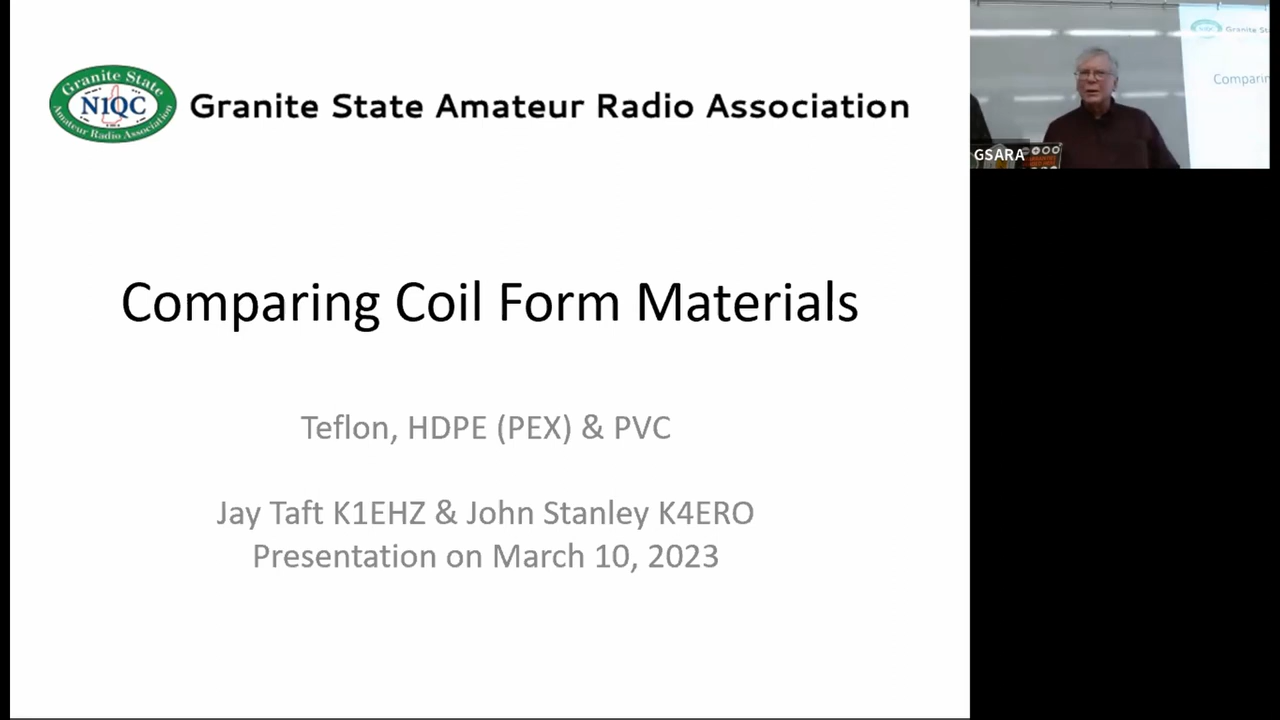 Granite State
N1QC
Amateur Radio Association
Granite State Amateur Radio Association
Comparing Coil Form Materials
Teflon, HDPE (PEX) & PVC
Jay Taft K1EHZ & John Stanley K4ERO
Presentation on March 10, 2023
Granite St
Comparin
GSARA